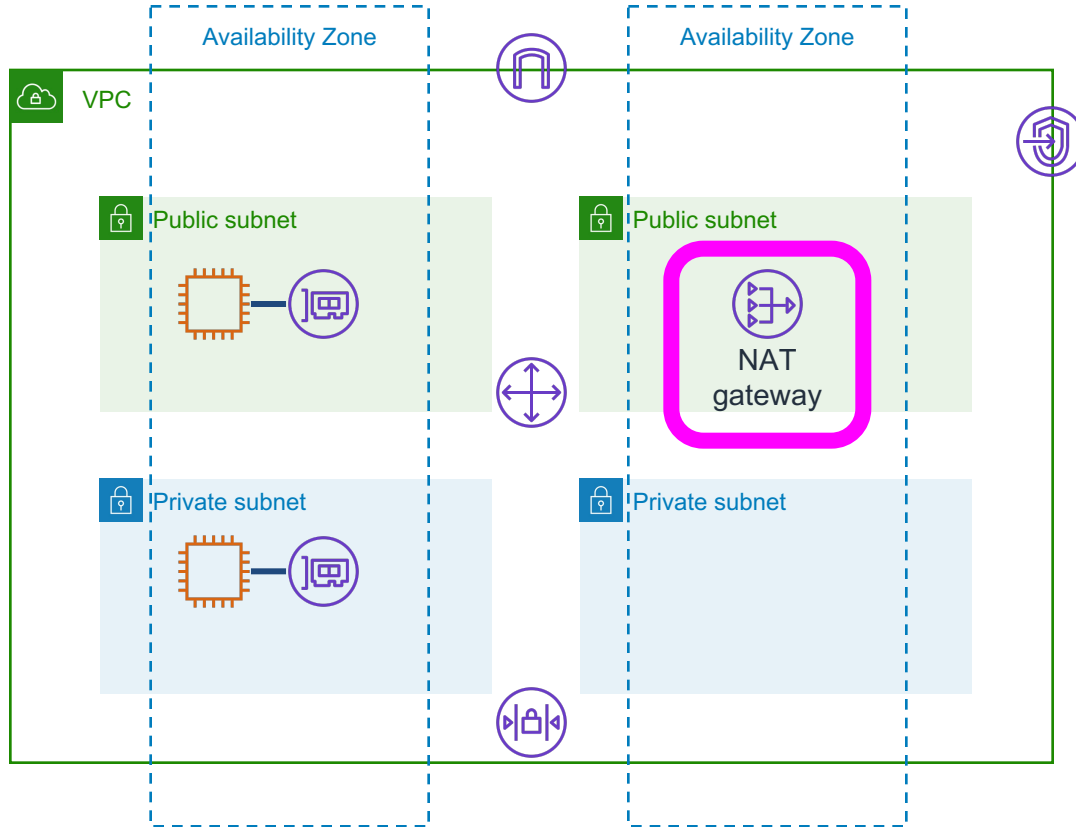 Availability Zone
Availability Zone
VPC
Public subnet
Public subnet
NAT
gateway
Private subnet
Private subnet